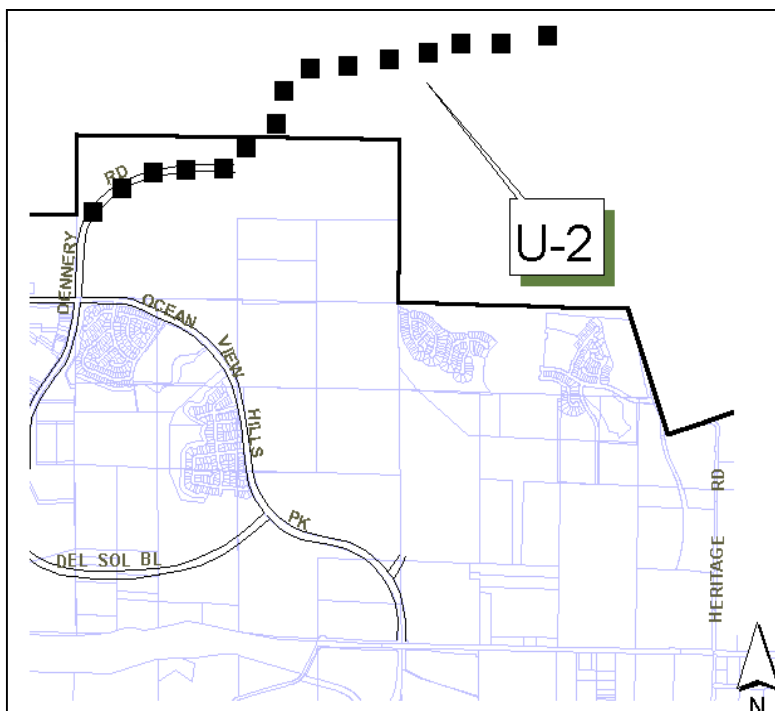 RD
DENNERY
U-2
OCEAN
VIEW
HILLS
PK
DEL SOL BL
HERITAGE RD
N